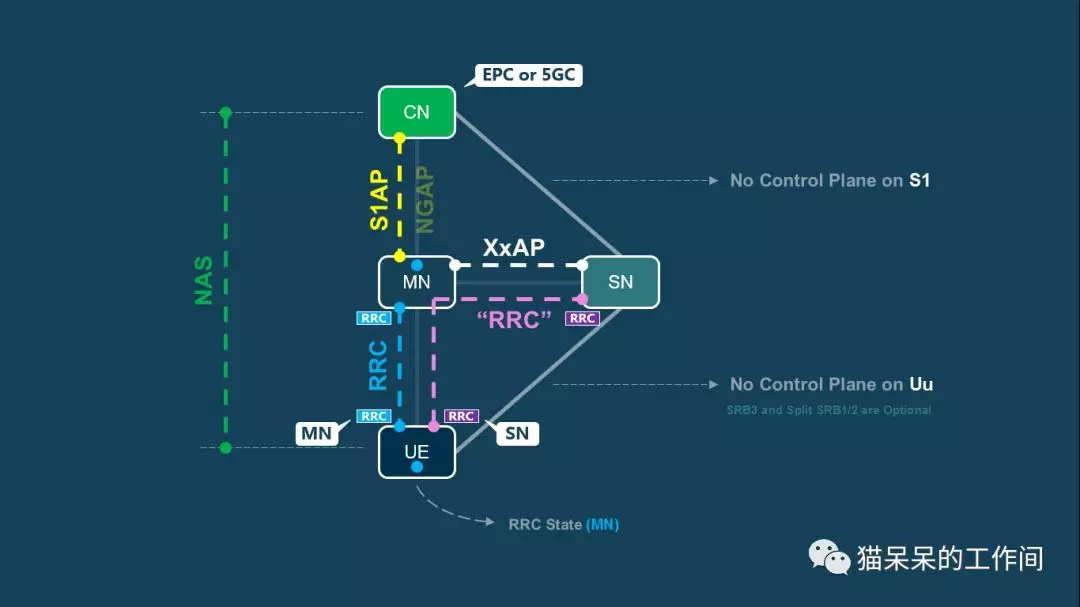 EPC or 5GC
CN
S1AP
NGAP
No Control Plane on S1
NAS
XxAP
MN
SN
RRC
“RRC”
RRC
RRC
No Control Plane on Uu
SRB3 and Split SRB1/2 are Optional
RRC
RRC
MN
SN
UE
RRC State (MN)
猫呆呆的工作间